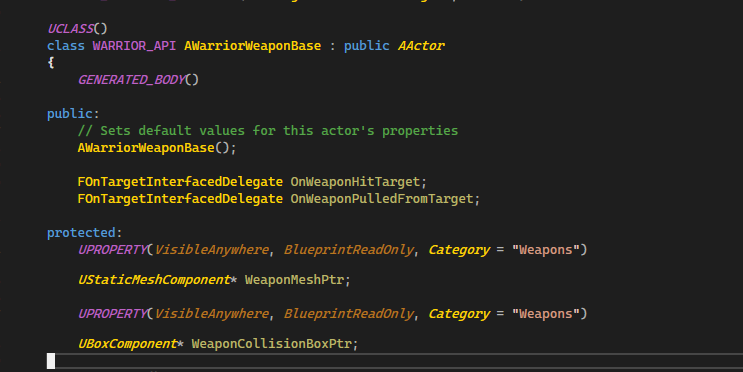 UCLASS()
class WARRIOR_API AWarriorWeaponBase : public AActor
{
GENERATED_BODY()
public:
// Sets default values for this actor's properties
AWarriorWeaponBase();
FOnTargetInterfacedDelegate OnWeaponHitTarget;
FOnTargetInterfacedDelegate OnWeaponPulledFromTarget;
protected:
UPROPERTY(VisibleAnywhere, BlueprintReadOnly, Category = "Weapons")
UStaticMeshComponent* WeaponMeshPtr;
UPROPERTY(VisibleAnywhere, BlueprintReadOnly, Category = "Weapons")
UBoxComponent* WeaponCollisionBoxPtr;